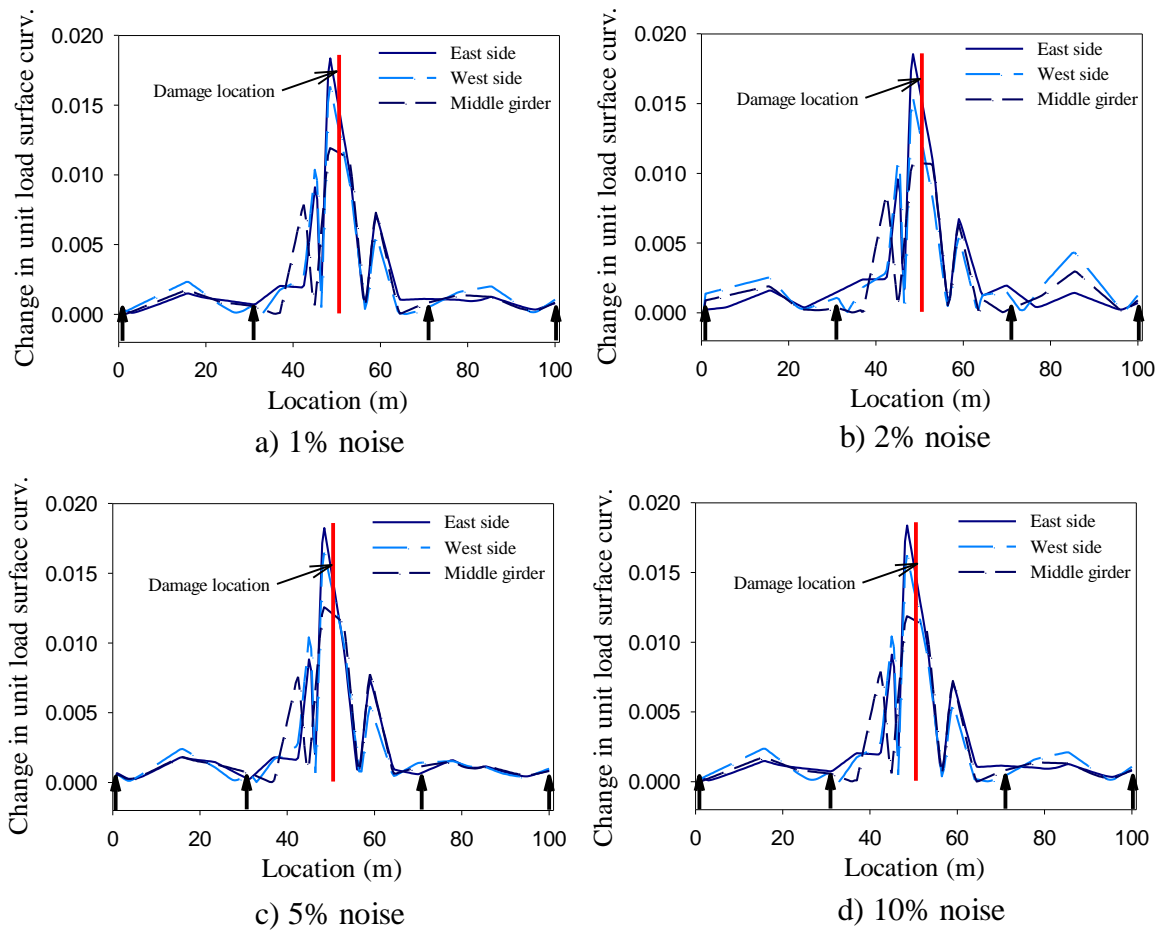 Change in unit load surface curv.
0.020
0.015
0.010
0.005
0.000
East side
West side
Middle girder
Damage location
0 20 40 60 80 100
Location (m)
a) 1% noise
Change in unit load surface curv.
0.020
0.015
0.010
0.005
0.000
East side
West side
Middle girder
Damage location
0 20 40 60 80 100
Location (m)
b) 2% noise
Change in unit load surface curv.
0.020
0.015
0.010
0.005
0.000
East side
West side
Middle girder
Damage location
0 20 40 60 80 100
Location (m)
c) 5% noise
Change in unit load surface curv.
0.020
0.015
0.010
0.005
0.000
East side
West side
Middle girder
Damage location
0 20 40 60 80 100
Location (m)
d) 10% noise